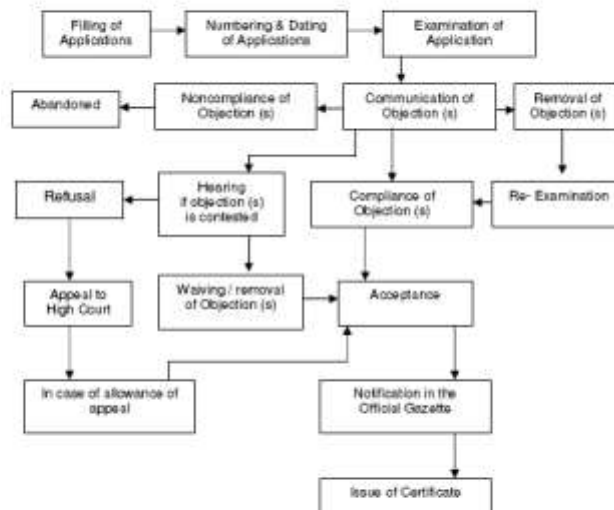 Filling of
Applications
Numbering & Dating
of Applications
Examination of
Application
Abandoned
Noncompliance of
Objection (s)
Communication of
Objection (s)
Removal of
Objection (s)
Refusal
Hearing
if objection (s)
is contested
Compliance of
Objection (s)
Re- Examination
Appeal to
High Court
Waiving / removal
of Objection (s)
Acceptance
In case of allowance of
appeal
Notification in the
Official Gazette
Issue of Certificate